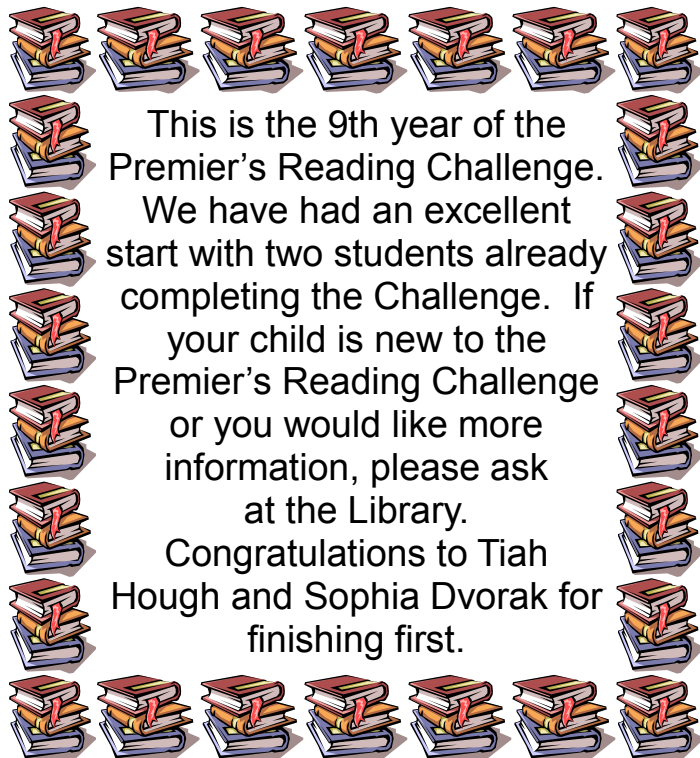 This is the 9th year of the
Premier’s Reading Challenge.
We have had an excellent
start with two students already
completing the Challenge.  If
your child is new to the
Premier’s Reading Challenge
or you would like more
information, please ask
at the Library.
Congratulations to Tiah
Hough and Sophia Dvorak for
finishing first.